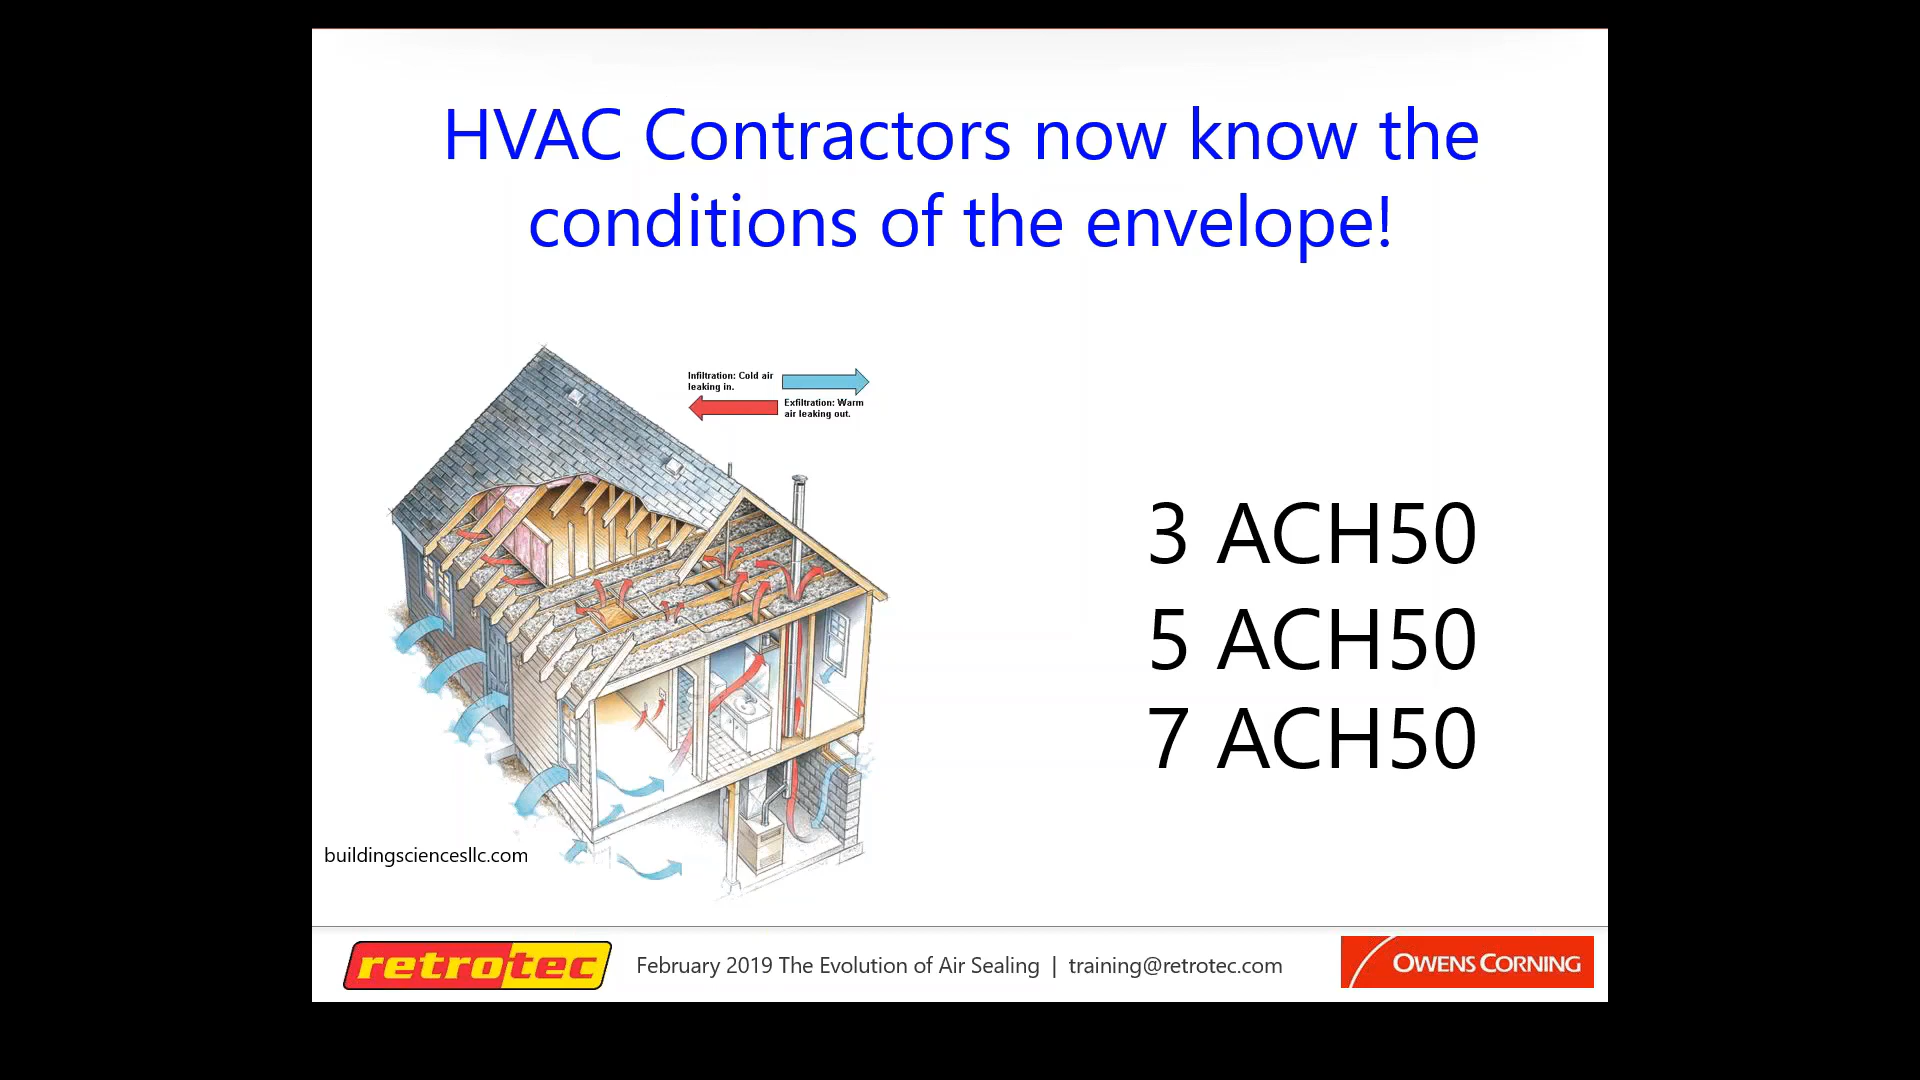 HVAC Contractors now know the
conditions of the envelope!
Infiltration: Cold air
leaking in.
Exfiltration: Warm
air leaking out.
3 ACH50
5 ACH50
7 ACH50
buildingsciencesllc.com
retrotec
February 2019 The Evolution of Air Sealing | training@retrotec.com
OWENS CORNING